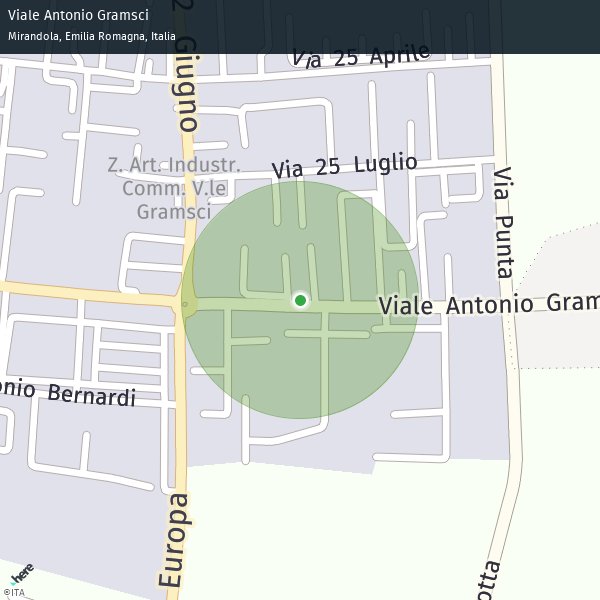 Viale Antonio Gramsci
Mirandola, Emilia Romagna, Italia
2 Giugno
Via 25 Aprile
Z. Art. Industr.
Comm. V.le
Gramsci
Via 25 Luglio
Via Punta
Viale Antonio Gram
onio Bernardi
Europa
otta
here
©ITA